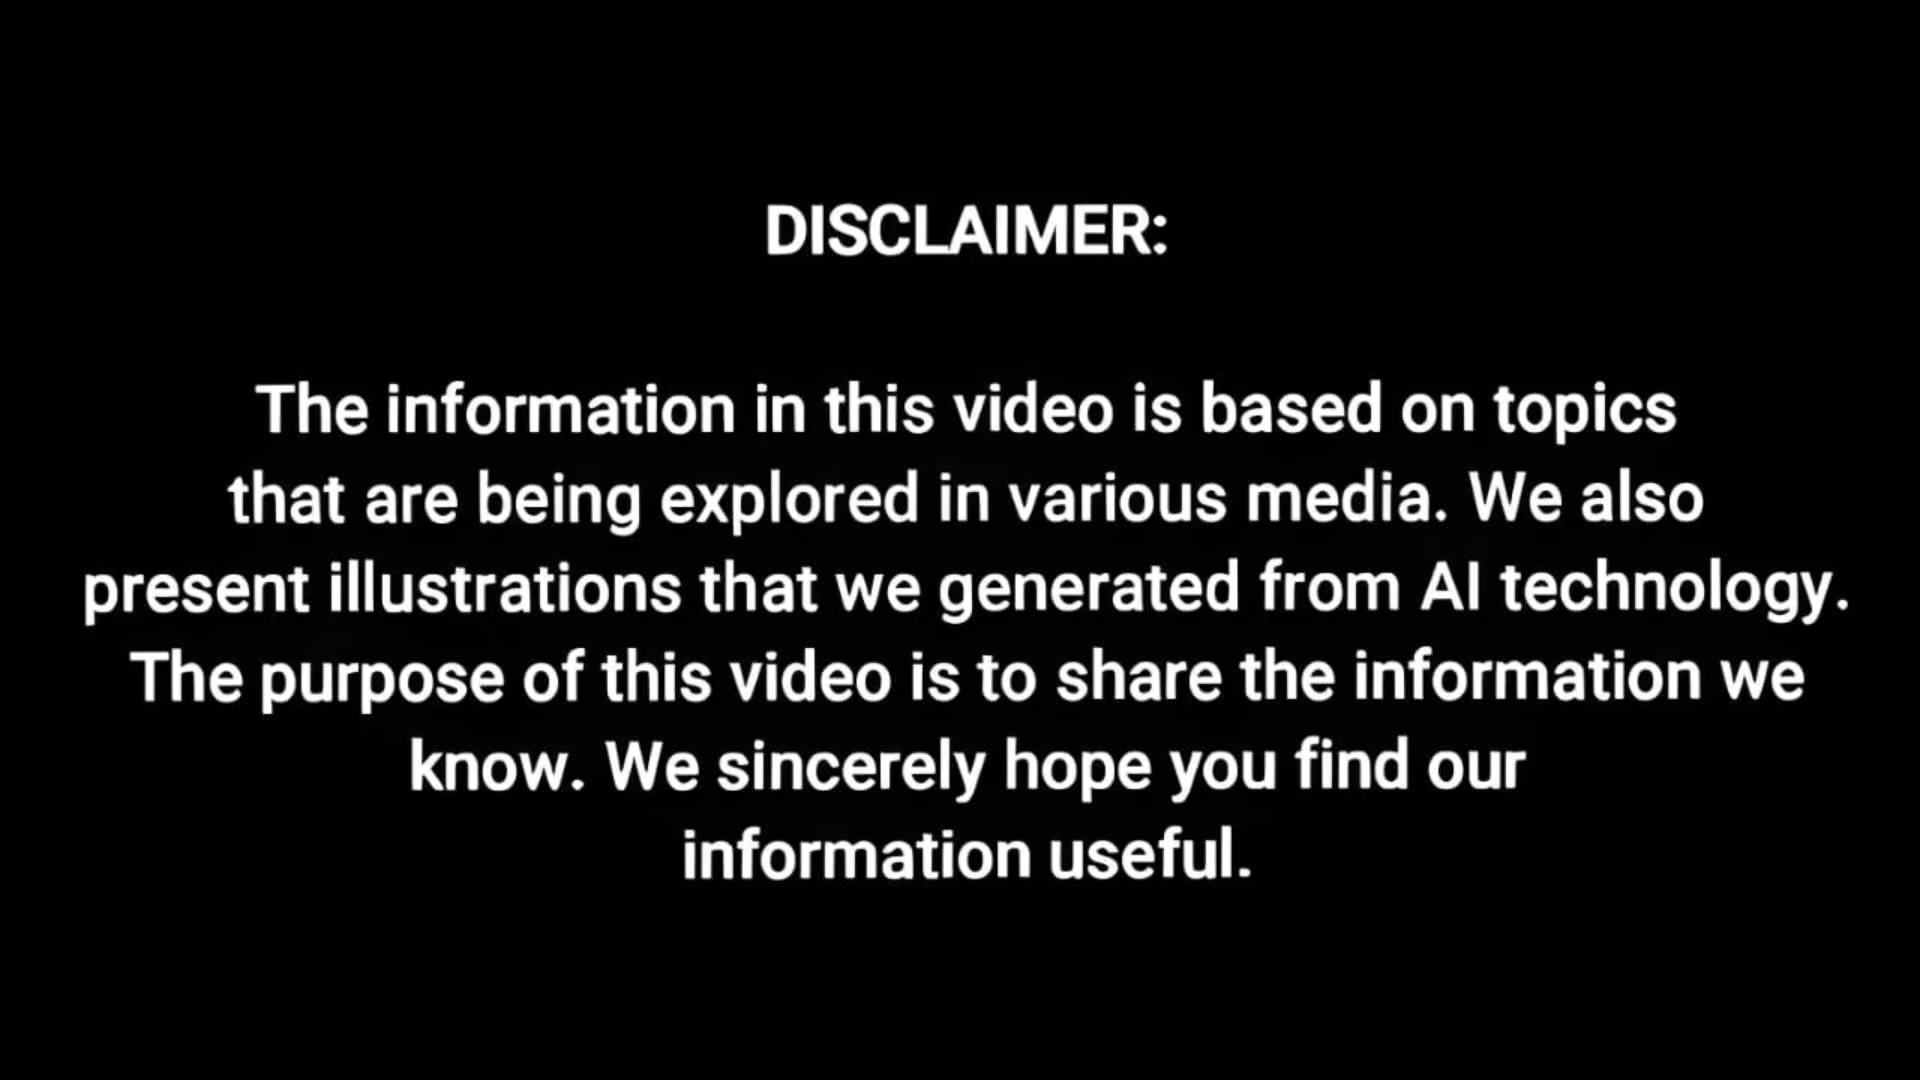 DISCLAIMER:
The information in this video is based on topics
that are being explored in various media. We also
present illustrations that we generated from AI technology.
The purpose of this video is to share the information we
know. We sincerely hope you find our
information useful.